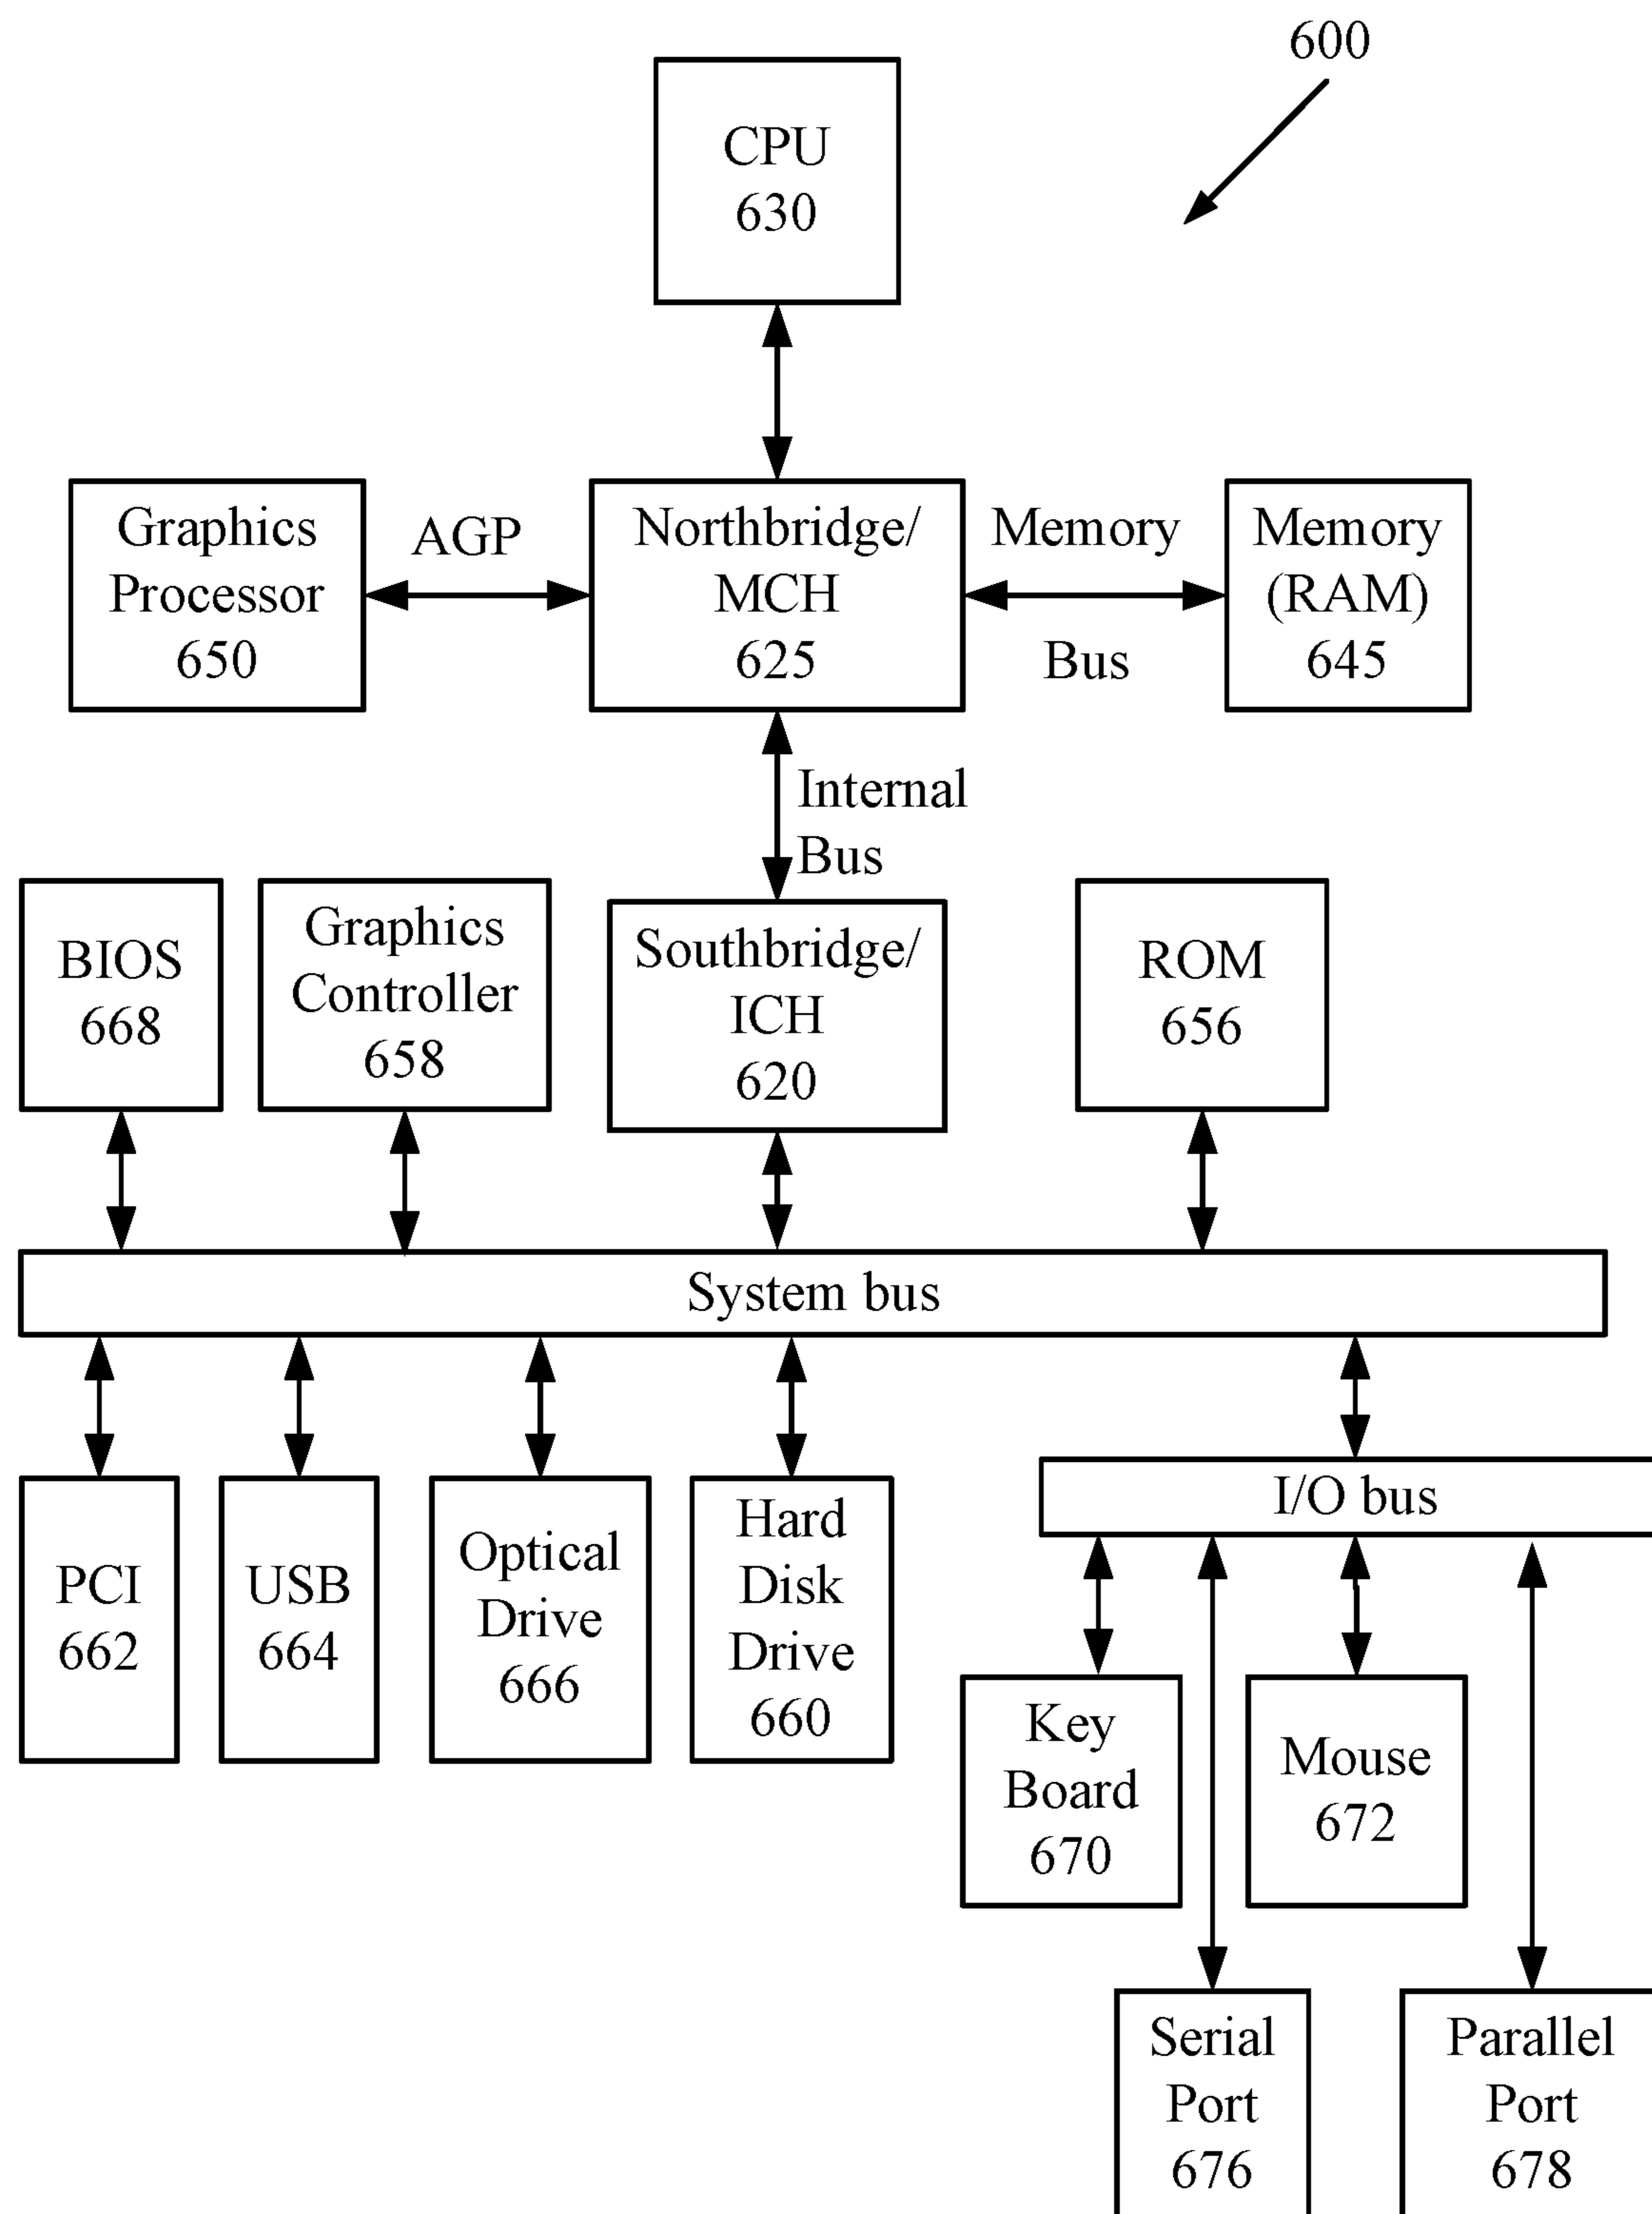 600
CPU
630
Graphics
Processor
650
AGP
Northbridge/
MCH
625
Memory
Bus
Memory
(RAM)
645
Internal
Bus
BIOS
668
Graphics
Controller
658
Southbridge/
ICH
620
ROM
656
System bus
PCI
662
USB
664
Optical
Drive
666
Hard
Disk
Drive
660
I/O bus
Key
Board
670
Mouse
672
Serial
Port
676
Parallel
Port
678